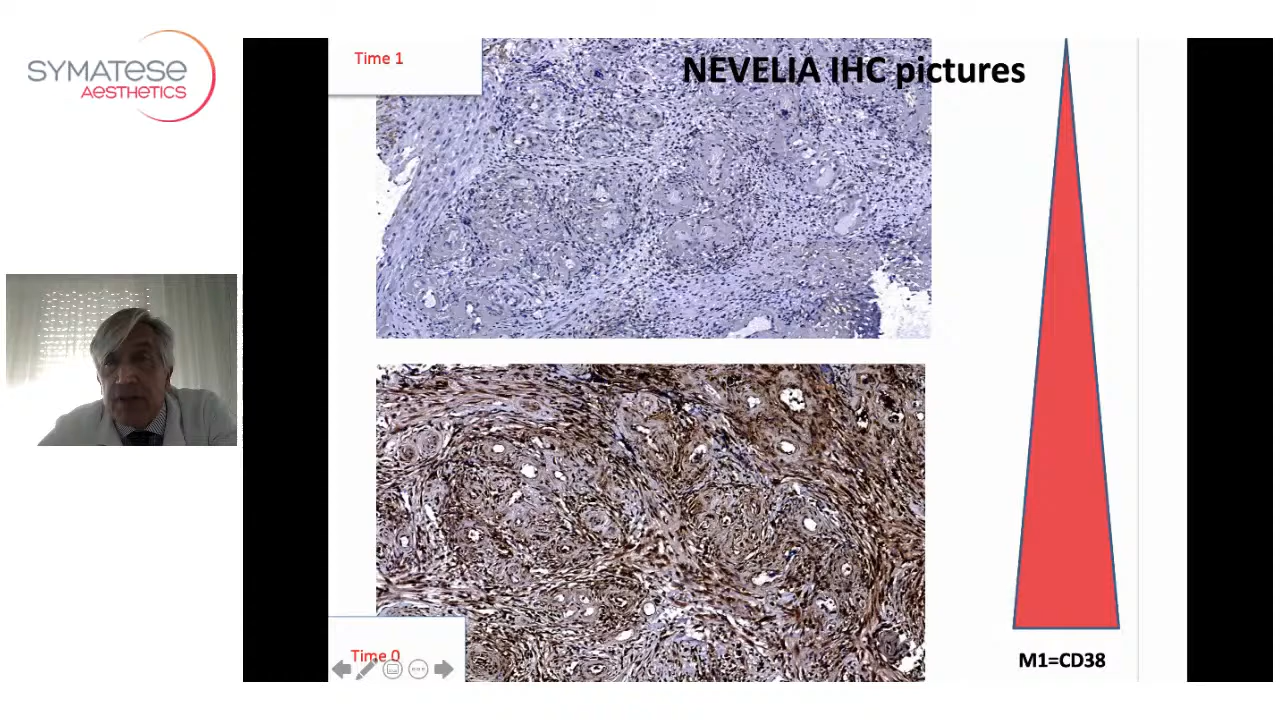 SYMATESE
AESTHETICS
Time 1
NEVELIA IHC pictures
Time 0
M1=CD38